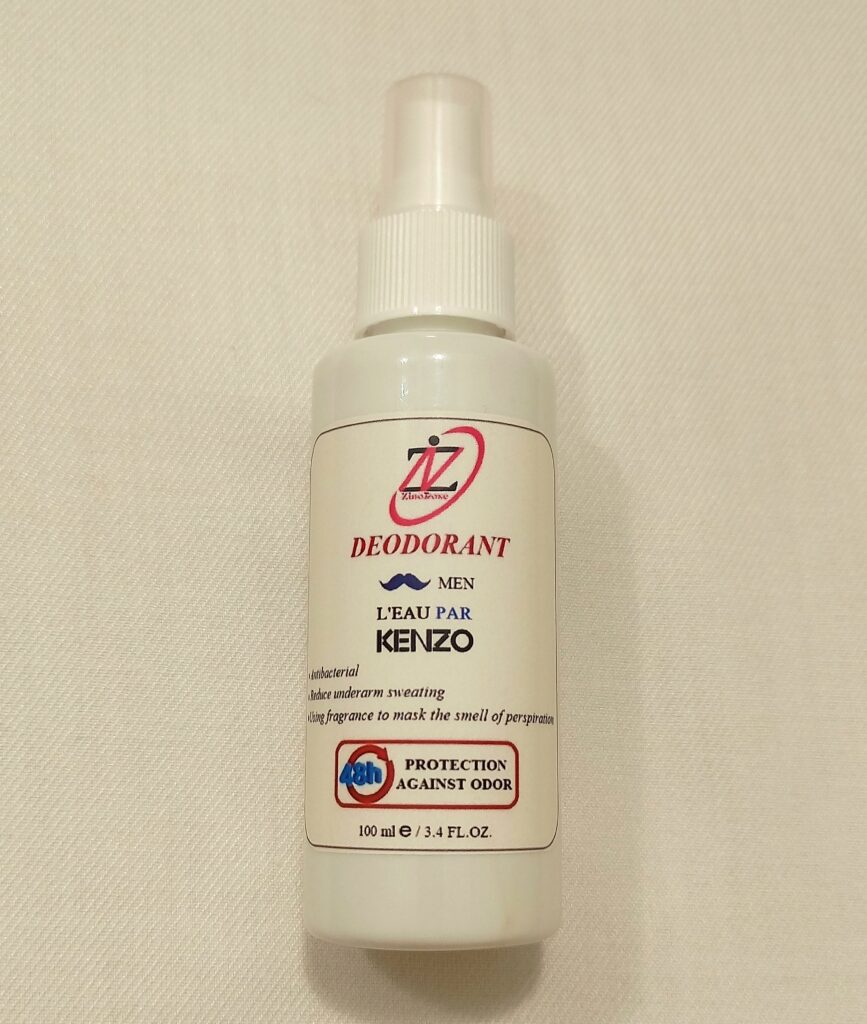 ZI
DEODORANT
MEN
L'EAU PAR
KENZO
Antibacterial
Reduce underarm sweating
Using fragrance to mask the smell of perspiration
48h PROTECTION
AGAINST ODOR
100 ml e / 3.4 FL.OZ.